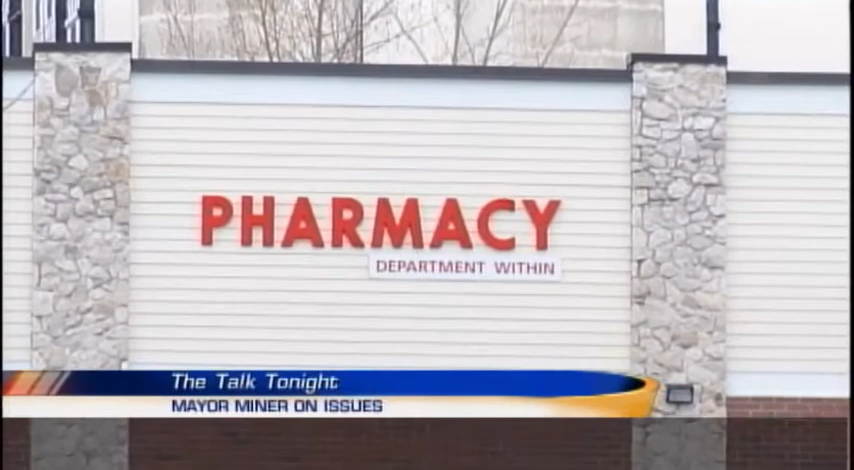 PHARMACY
DEPARTMENT WITHIN
The Talk Tonight
MAYOR MINER ON ISSUES